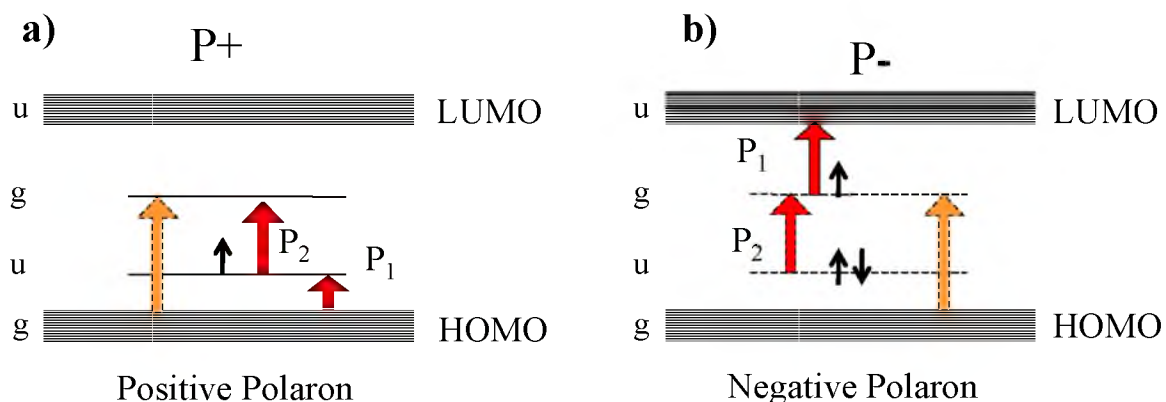 a)
P+
u
LUMO
g
P2
u
P1
g
HOMO
Positive Polaron
b)
P-
u
LUMO
P1
g
P2
u
g
HOMO
Negative Polaron